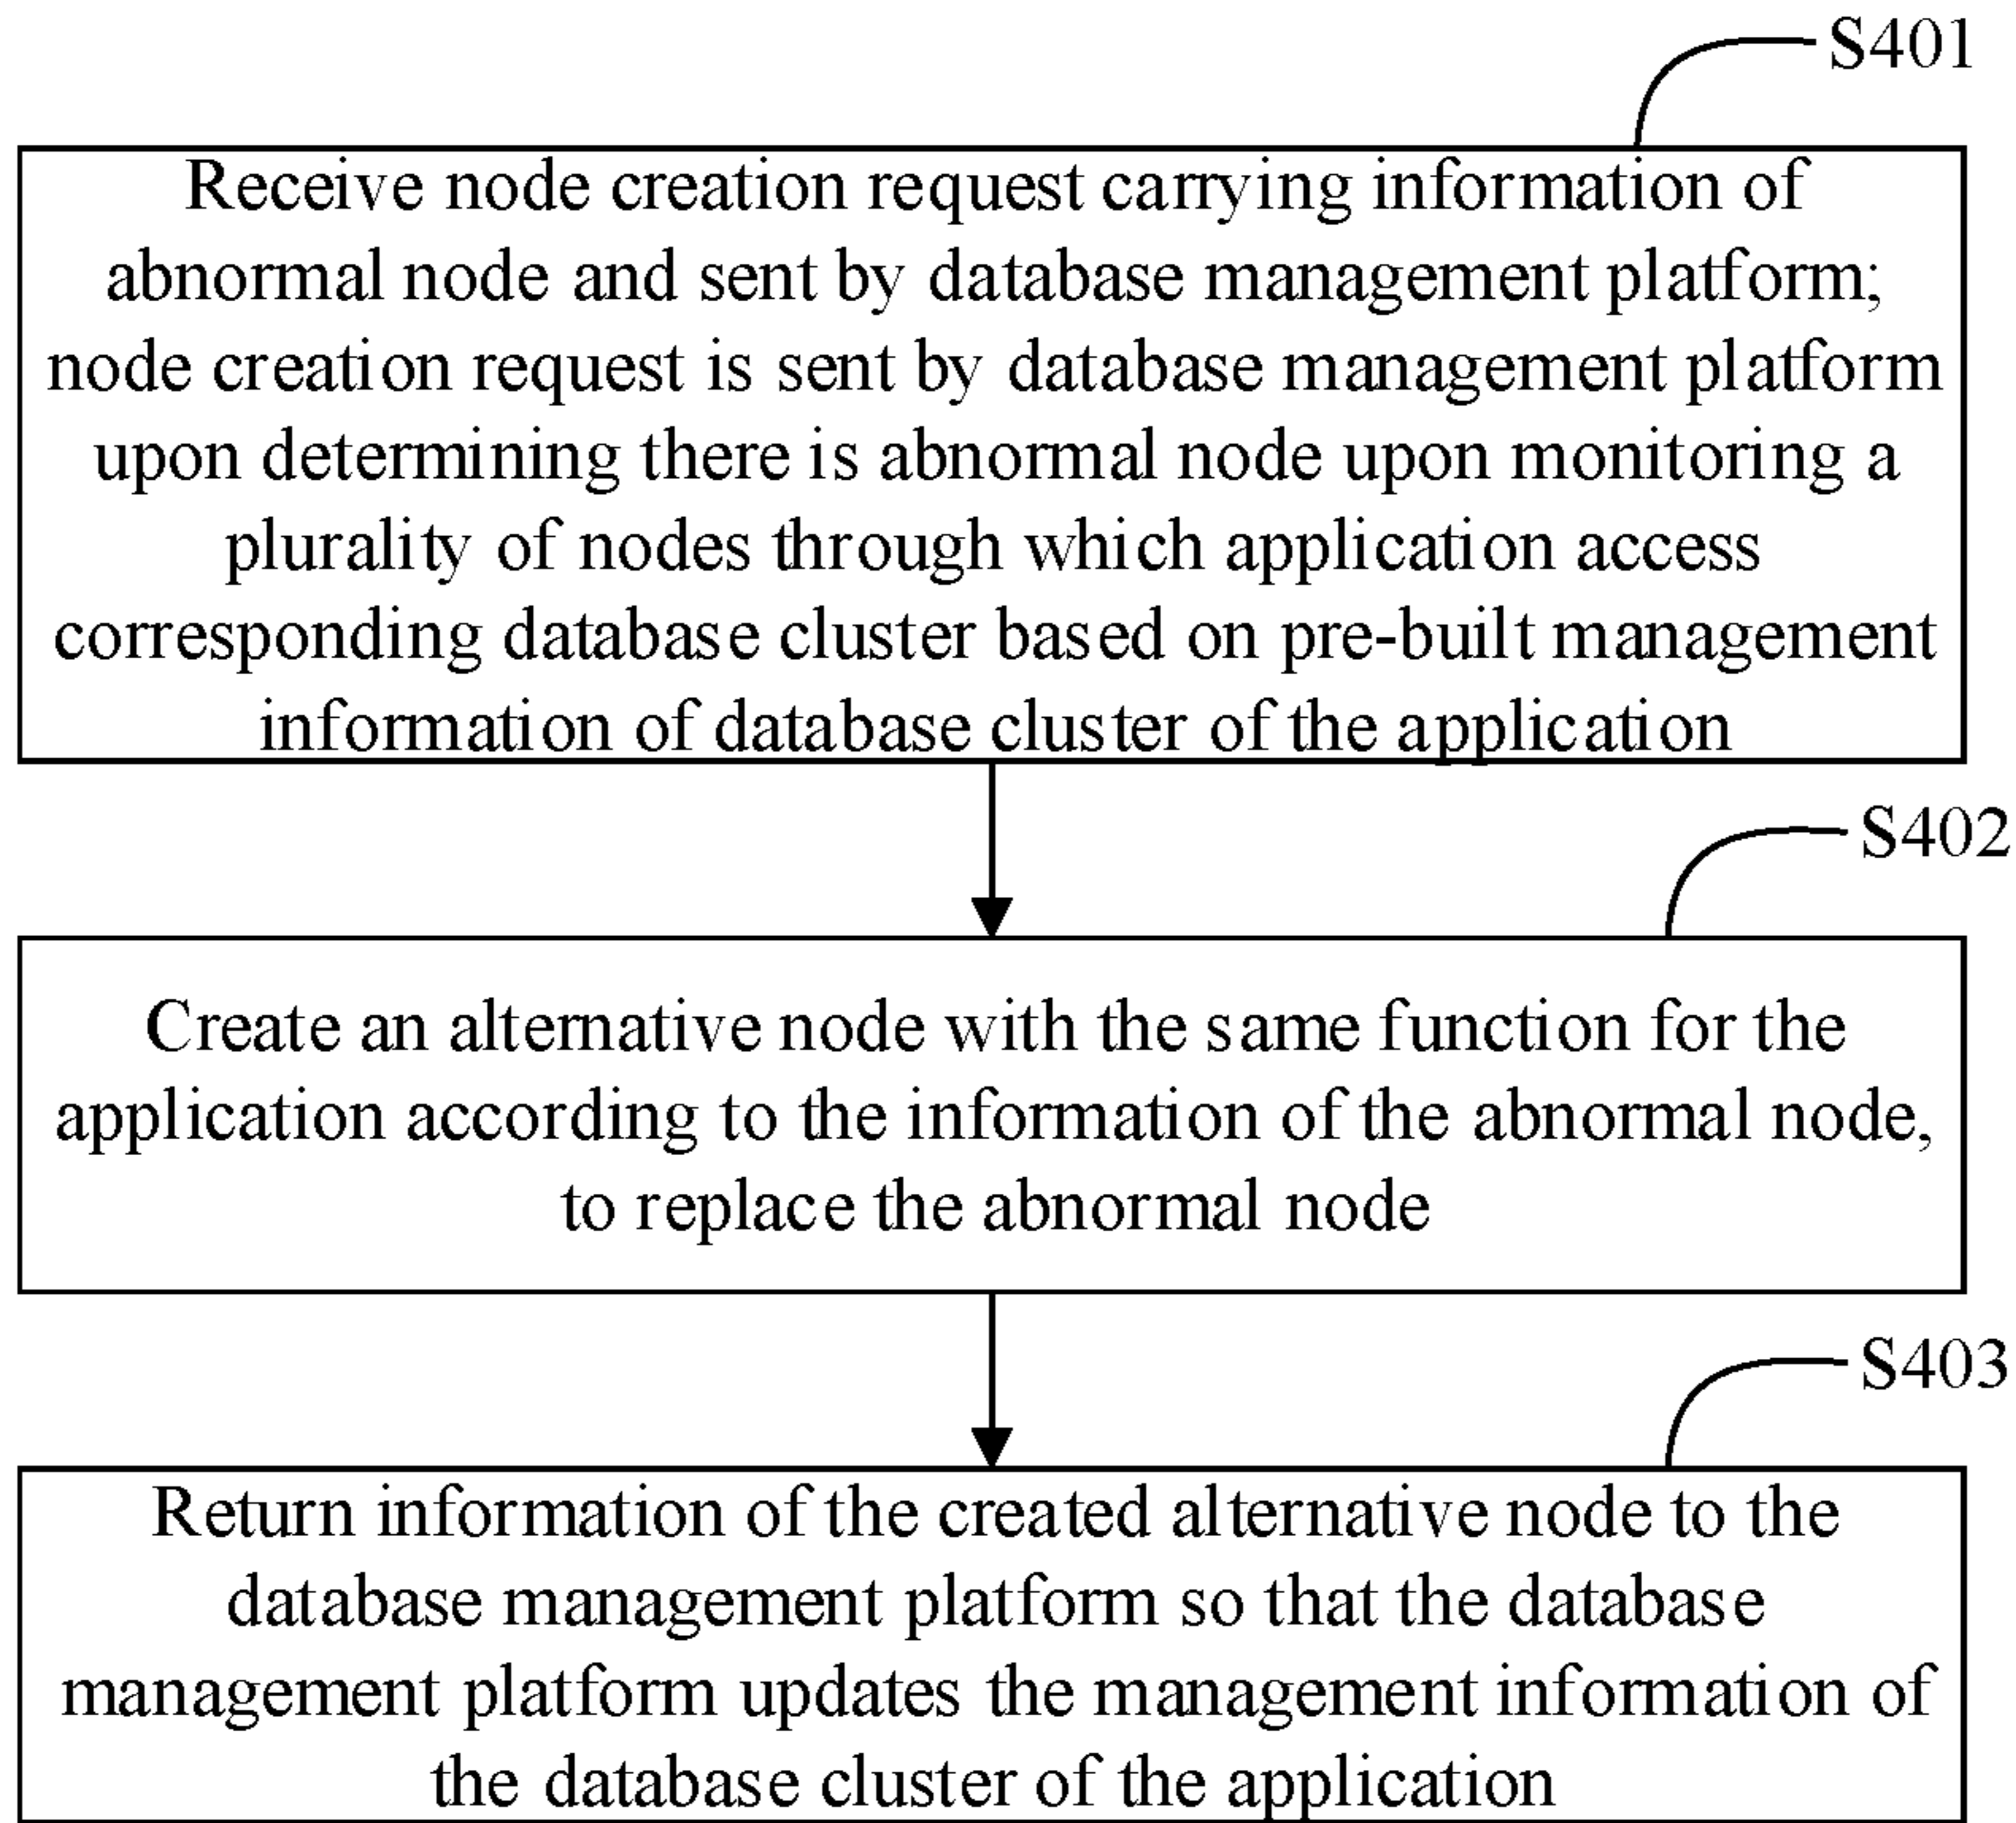 S401
Receive node creation request carrying information of
abnormal node and sent by database management platform;
node creation request is sent by database management platform
upon determining there is abnormal node upon monitoring a
plurality of nodes through which application access
corresponding database cluster based on pre-built management
information of database cluster of the application
S402
Create an alternative node with the same function for the
application according to the information of the abnormal node,
to replace the abnormal node
S403
Return information of the created alternative node to the
database management platform so that the database
management platform updates the management information of
the database cluster of the application